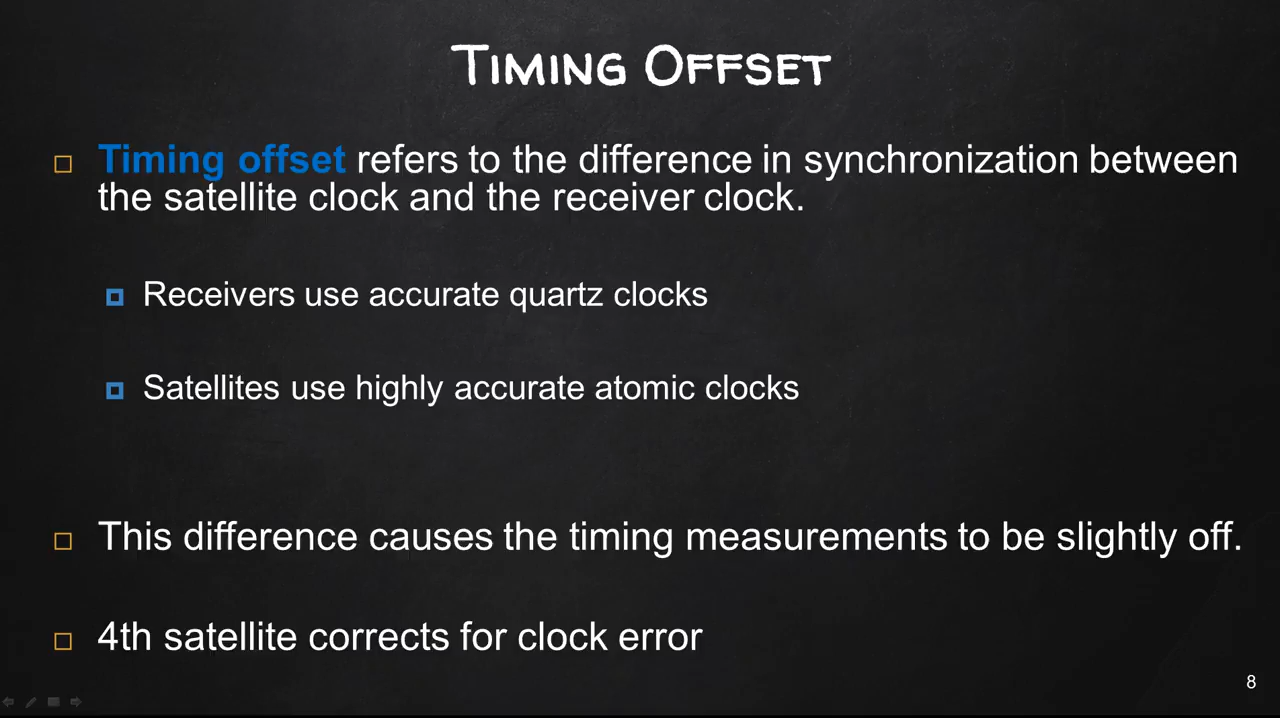 Timing Offset
Timing offset refers to the difference in synchronization between
the satellite clock and the receiver clock.
Receivers use accurate quartz clocks
Satellites use highly accurate atomic clocks
This difference causes the timing measurements to be slightly off.
4th satellite corrects for clock error
8